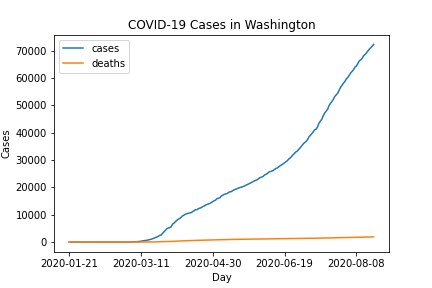 COVID-19 Cases in Washington
cases
deaths
70000
60000
50000
40000
30000
20000
10000
0
Cases
2020-01-21 2020-03-11 2020-04-30 2020-06-19 2020-08-08
Day